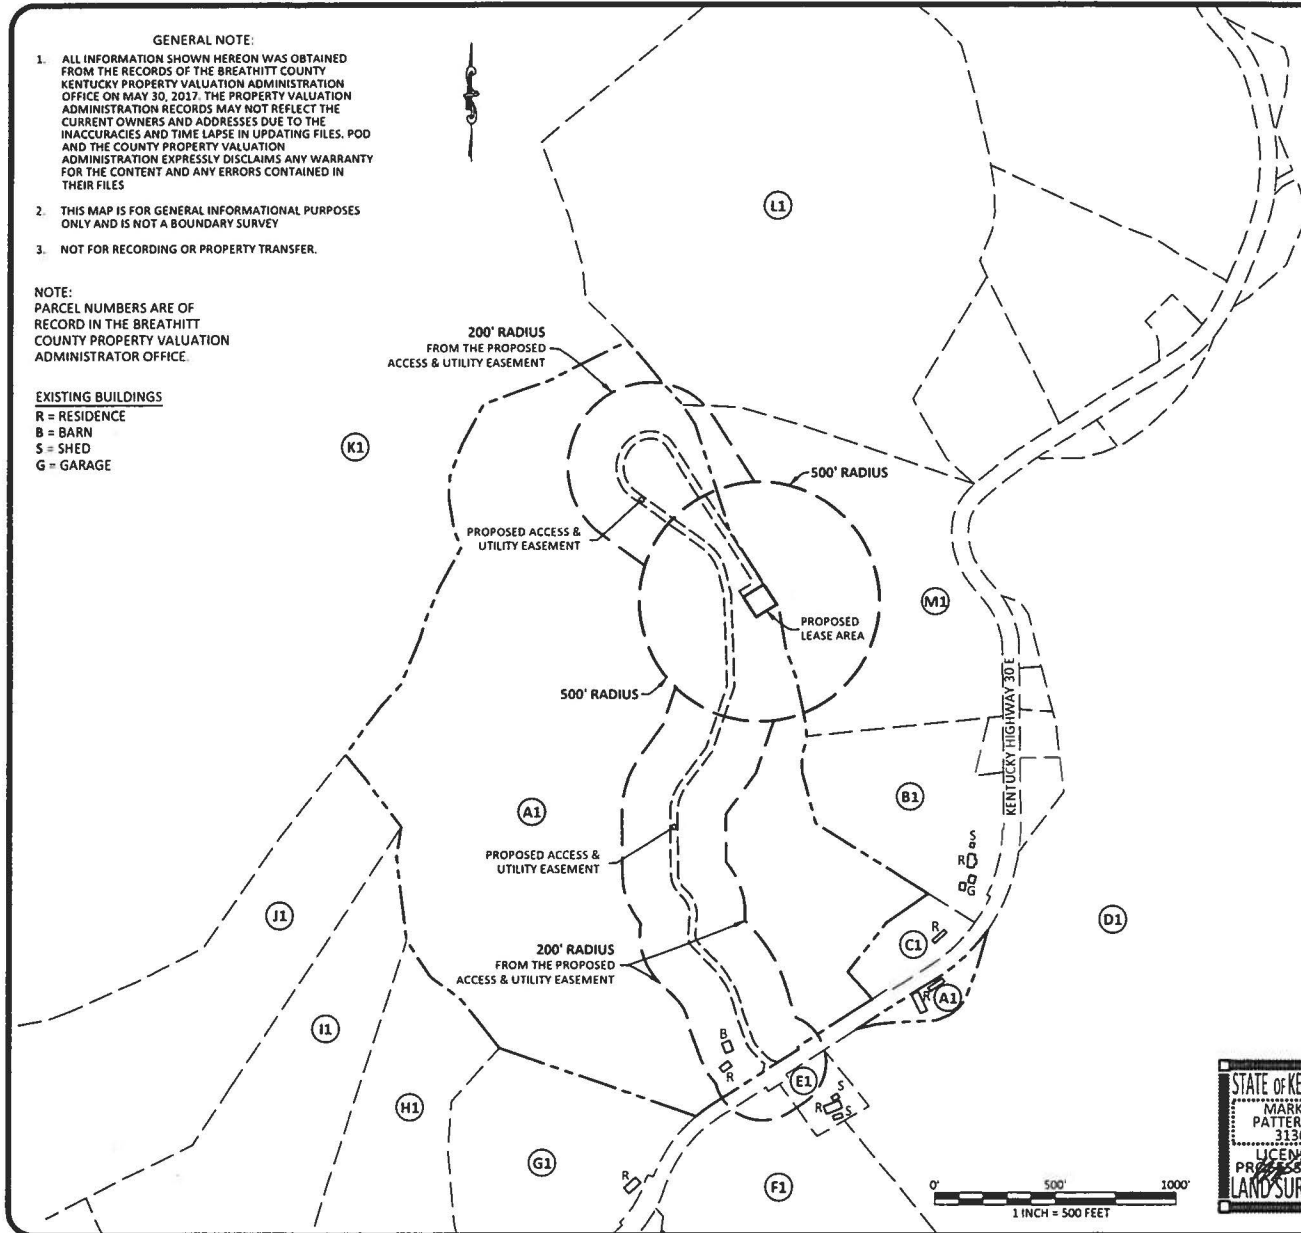 GENERAL NOTE:
1. ALL INFORMATION SHOWN HEREON WAS OBTAINED
FROM THE RECORDS OF THE BREATHITT COUNTY
KENTUCKY PROPERTY VALUATION ADMINISTRATION
OFFICE ON MAY 30, 2017. THE PROPERTY VALUATION
ADMINISTRATION RECORDS MAY NOT REFLECT THE
CURRENT OWNERS AND ADDRESSES DUE TO THE
INACCURACIES AND TIME LAPSE IN UPDATING FILES. POD
AND THE COUNTY PROPERTY VALUATION
ADMINISTRATION EXPRESSLY DISCLAIMS ANY WARRANTY
FOR THE CONTENT AND ANY ERRORS CONTAINED IN
THEIR FILES
2. THIS MAP IS FOR GENERAL INFORMATIONAL PURPOSES
ONLY AND IS NOT A BOUNDARY SURVEY
3. NOT FOR RECORDING OR PROPERTY TRANSFER.
NOTE:
PARCEL NUMBERS ARE OF
RECORD IN THE BREATHITT
COUNTY PROPERTY VALUATION
ADMINISTRATOR OFFICE.
EXISTING BUILDINGS
R = RESIDENCE
B = BARN
S = SHED
G = GARAGE
L1
200' RADIUS
FROM THE PROPOSED
ACCESS & UTILITY EASEMENT
K1
500' RADIUS
PROPOSED ACCESS &
UTILITY EASEMENT
M1
PROPOSED
LEASE AREA
500' RADIUS
KENTUCKY HIGHWAY 30 E
B1
A1
S
R
G
PROPOSED ACCESS &
UTILITY EASEMENT
J1
D1
R
C1
200' RADIUS
FROM THE PROPOSED
ACCESS & UTILITY EASEMENT
R
A1
I1
B
R
E1
S
R
S
H1
G1
R
F1
0' 500' 1000'
1 INCH = 500 FEET
STATE OF KE
MARK
PATTER
313
LICEN
LAND SUR